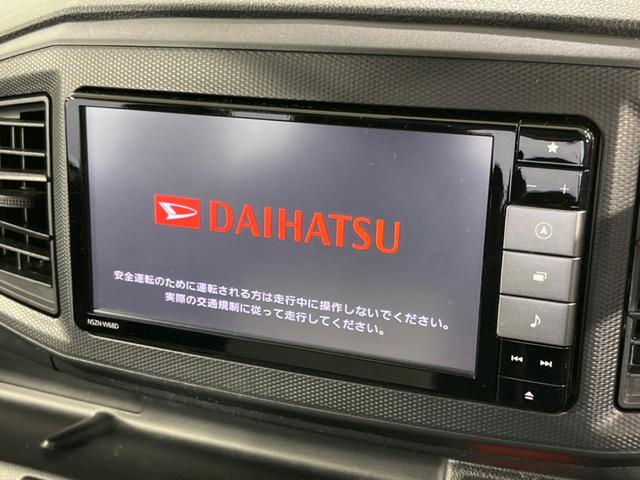 DAIHATSU
安全運転のために運転される方は走行中に操作しないでください。
実際の交通規制に従って走行してください。
NSZN-W68D